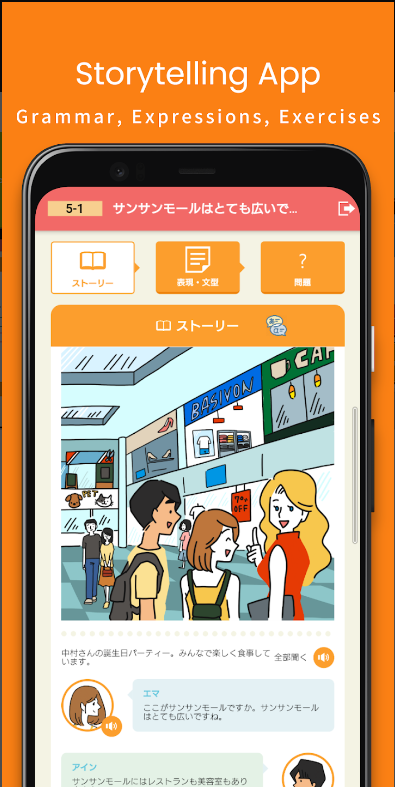 Storytelling App
Grammar, Expressions, Exercises
5-1
サンサンモールはとても広いで...
ストーリー
表現・文型
?
問題
ストーリー
CAF
BASIVON
PET
70%
OFF
中村さんの誕生日パーティー。みんなで楽しく食事して
います。
全部聞く
エマ
ここがサンサンモールですか。サンサンモール
はとても広いですね。
アイン
サンサンモールにはレストランも美容室もあり